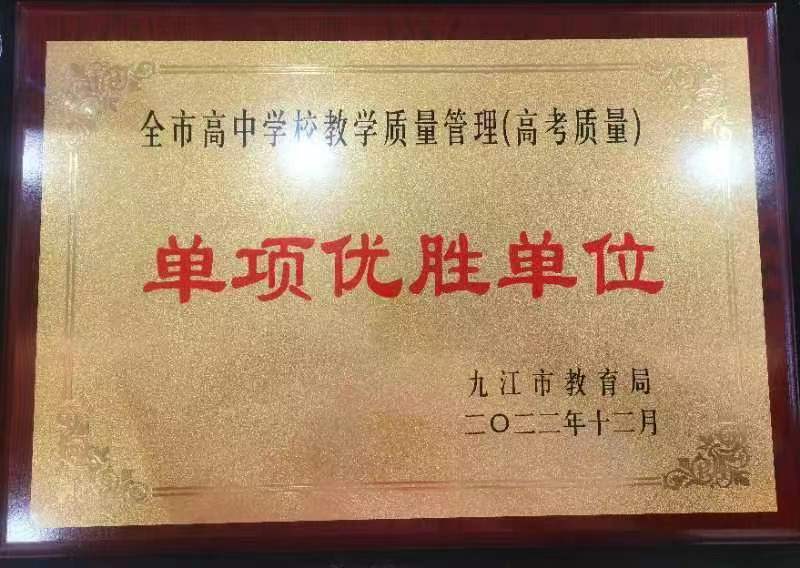 全市高中学校教学质量管理(高考质量)
单项优胜单位
九江市教育局
二〇二二年十二月